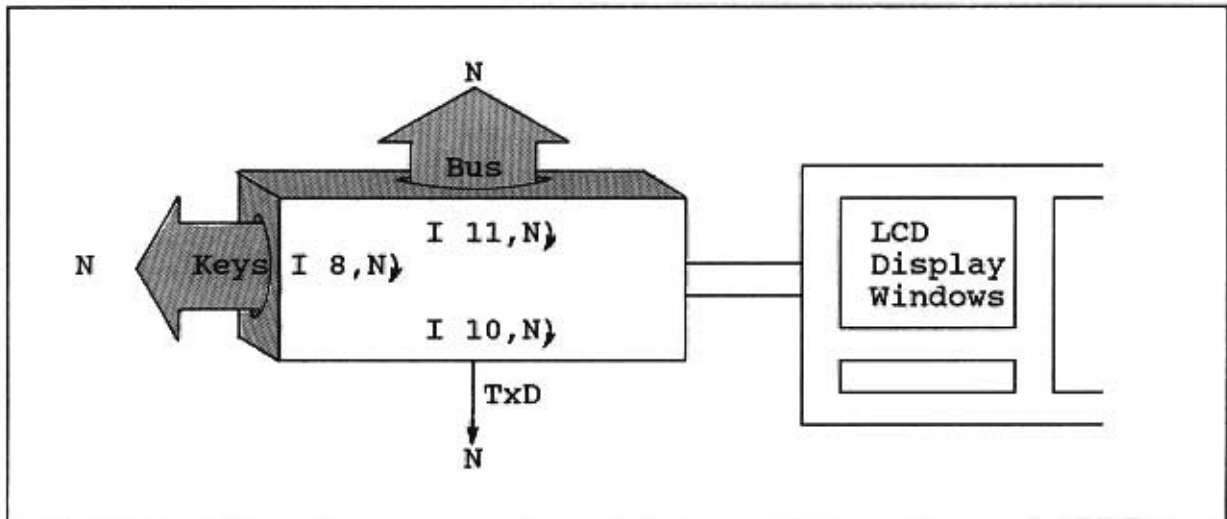 N
Bus
I 11,N)
N Keys I 8,N)
I 10,N)
TxD
N
LCD
Display
Windows